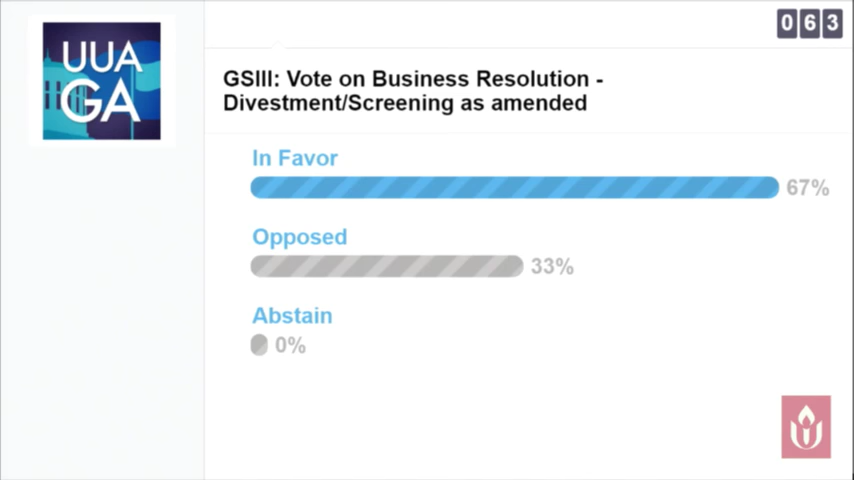 063
UUA
GA
GSIII: Vote on Business Resolution -
Divestment/Screening as amended
In Favor
67%
Opposed
33%
Abstain
0%